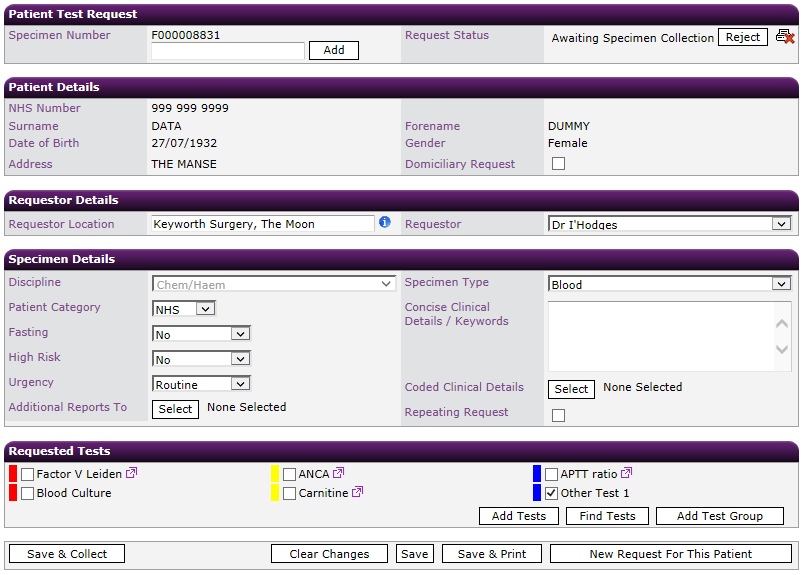 Patient Test Request
Specimen Number F000008831 Request Status Awaiting Specimen Collection Reject
Add
Patient Details
NHS Number 999 999 9999
Surname DATA Forename DUMMY
Date of Birth 27/07/1932 Gender Female
Address THE MANSE Domiciliary Request
Requestor Details
Requestor Location Keyworth Surgery, The Moon Requestor Dr I'Hodges
Specimen Details
Discipline Chem/Haem Specimen Type Blood
Patient Category NHS Concise Clinical
Details / Keywords
Fasting No
High Risk No
Urgency Routine Coded Clinical Details Select None Selected
Additional Reports To Select None Selected Repeating Request
Requested Tests
Factor V Leiden ANCA APTT ratio
Blood Culture Carnitine Other Test 1
Add Tests Find Tests Add Test Group
Save & Collect Clear Changes Save Save & Print New Request For This Patient